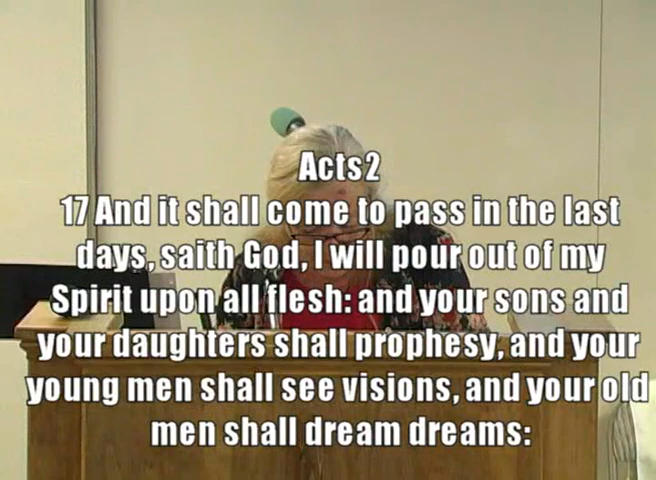 Acts 2
17 And it shall come to pass in the last
days, saith God, I will pour out of my
Spirit upon all flesh: and your sons and
your daughters shall prophesy, and your
young men shall see visions, and your old
men shall dream dreams: